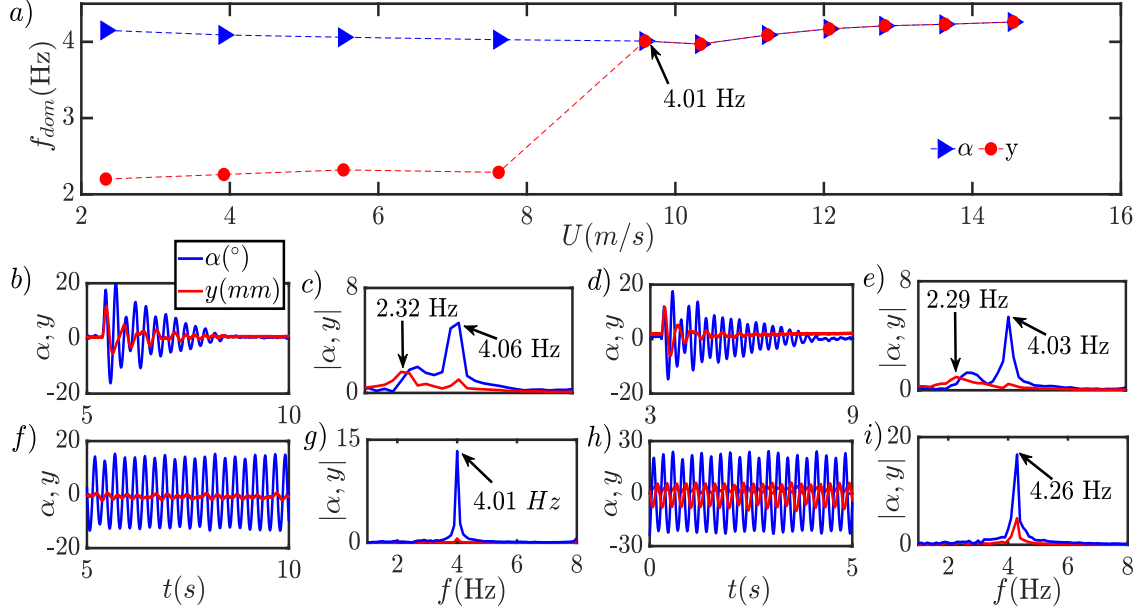 a)
f_dom(Hz)
4
3
2
4.01 Hz
α y
2 4 6 8 10 12 14 16
U(m/s)
b)
α(°)
y(mm)
α, y
20
0
-20
5 10
c)
|α, y|
8
0
2.32 Hz
4.06 Hz
d)
α, y
20
0
-20
3 9
e)
|α, y|
8
0
2.29 Hz
4.03 Hz
f)
α, y
20
0
-20
5 10
t(s)
g)
|α, y|
15
0
4.01 Hz
2 4 6 8
f(Hz)
h)
α, y
30
0
-30
0 5
t(s)
i)
|α, y|
20
0
4.26 Hz
2 4 6 8
f(Hz)